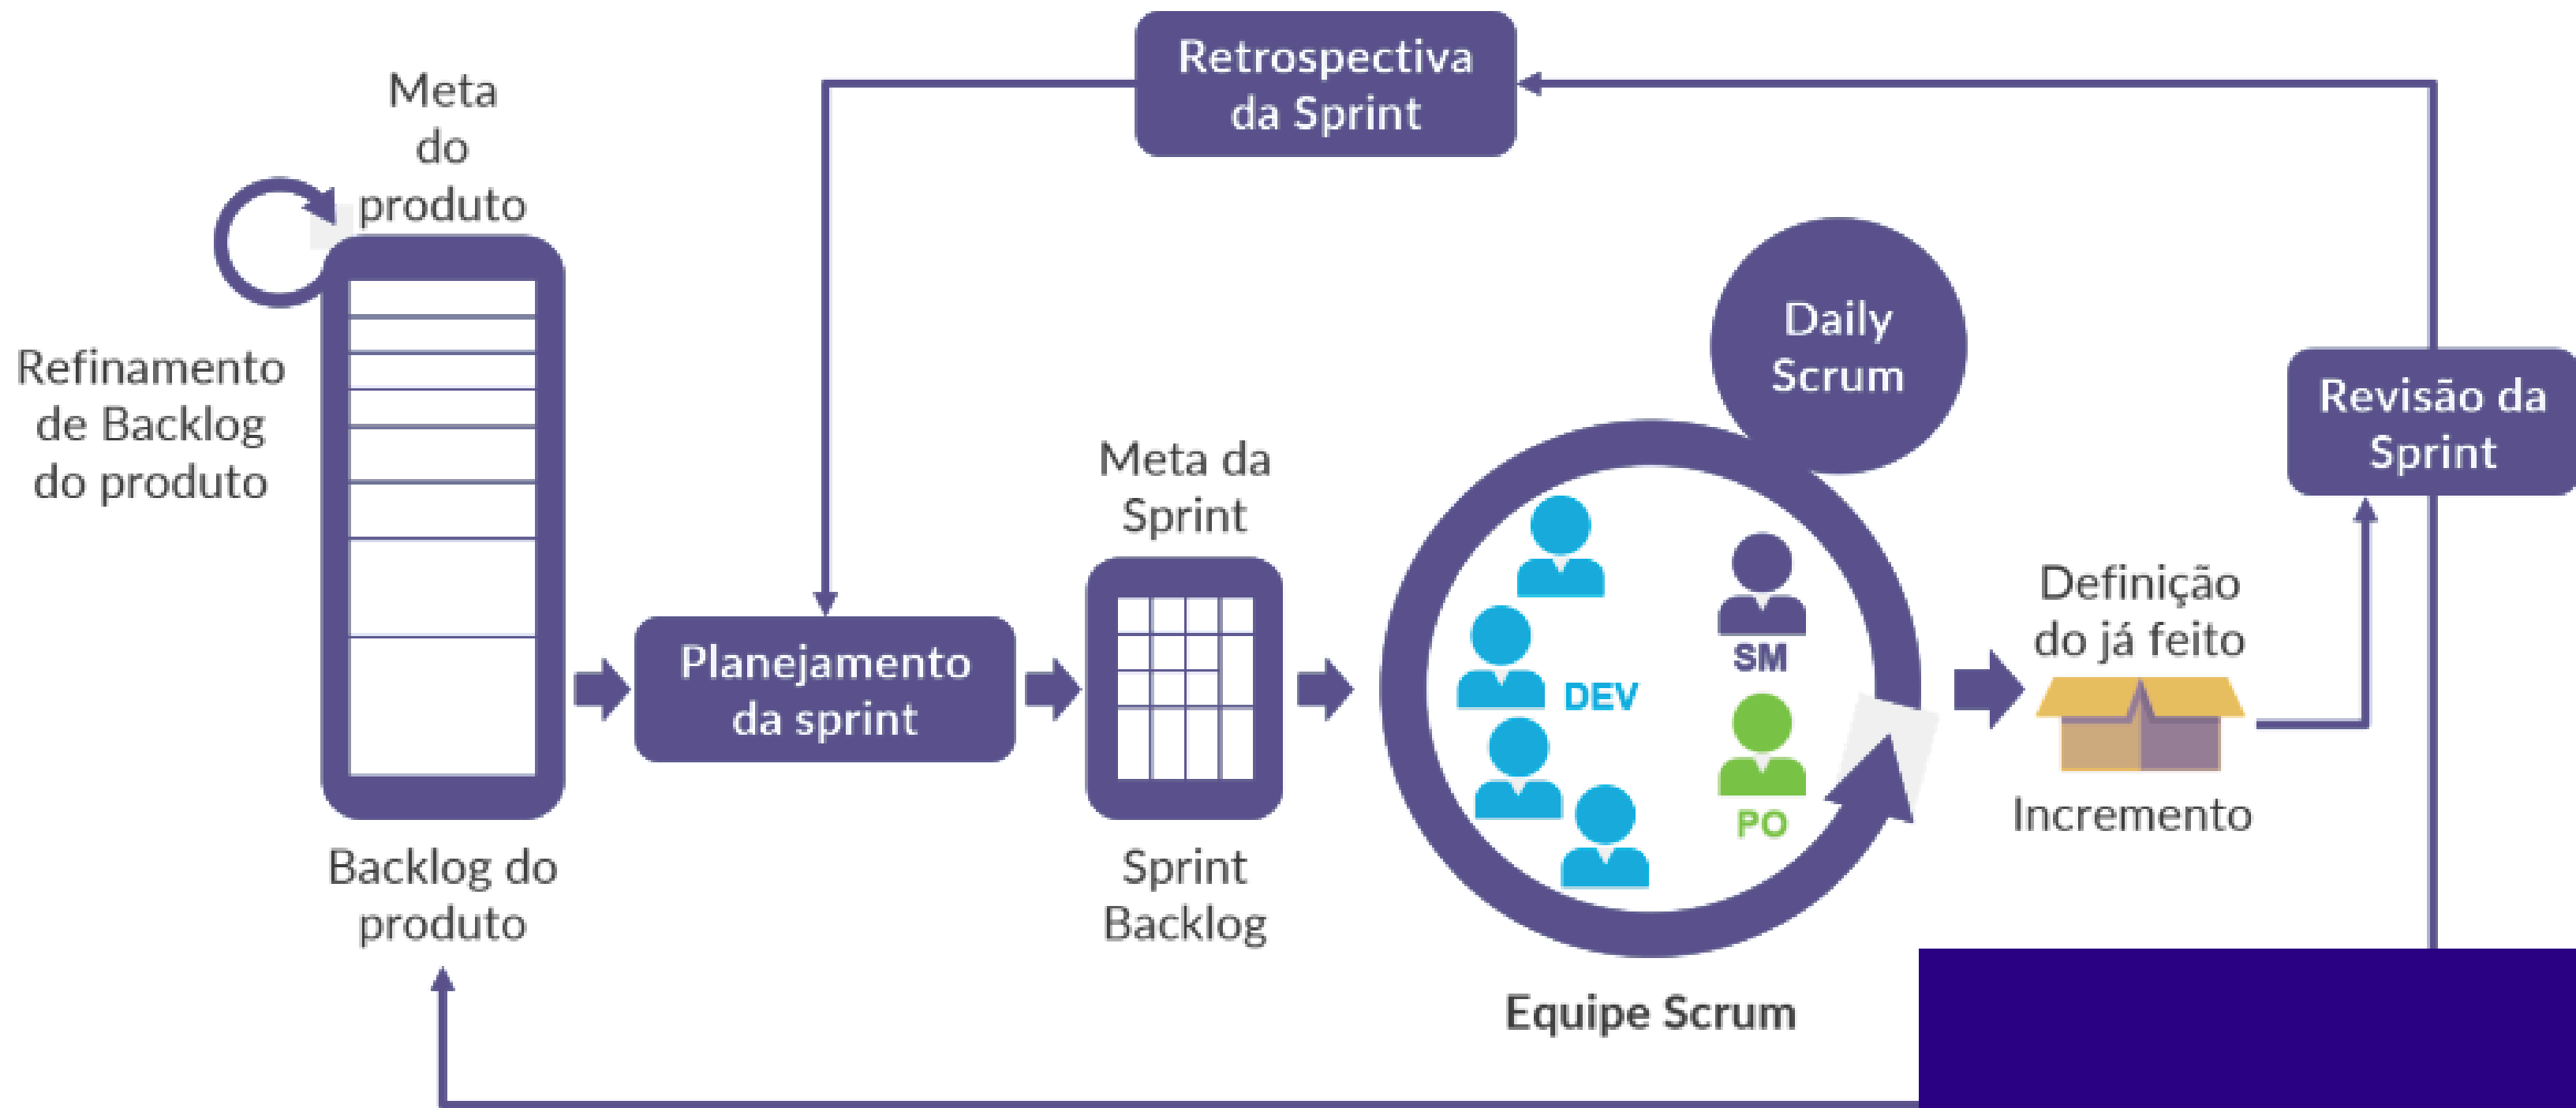 Retrospectiva
da Sprint
Meta
do
produto
Refinamento
de Backlog
do produto
Backlog do
produto
Planejamento
da sprint
Meta da
Sprint
Sprint
Backlog
Daily
Scrum
DEV
SM
PO
Equipe Scrum
Definição
do já feito
Incremento
Revisão da
Sprint